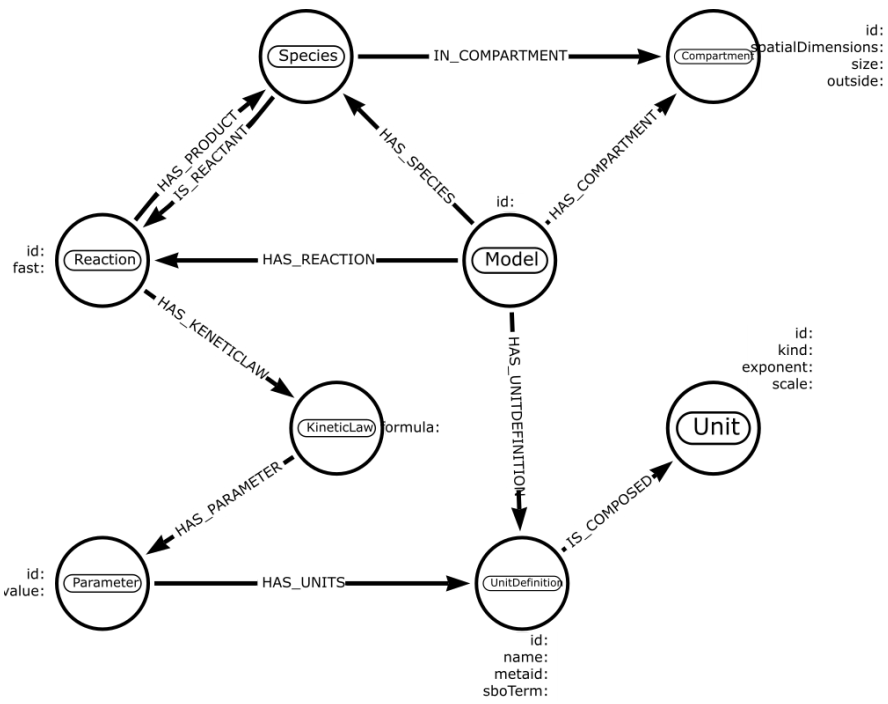 id:
Species
IN_COMPARTMENT
Compartment
spatialDimensions:
size:
outside:
HAS_PRODUCT
IS_REACTANT
HAS_SPECIES
HAS_COMPARTMENT
id:
id:
fast:
Reaction
HAS_REACTION
Model
HAS_KENETICLAW
HAS_UNITDEFINITION
id:
kind:
exponent:
scale:
KineticLaw
formula:
Unit
HAS_PARAMETER
IS_COMPOSED
id:
value:
Parameter
HAS_UNITS
UnitDefinition
id:
name:
metaid:
sboTerm: